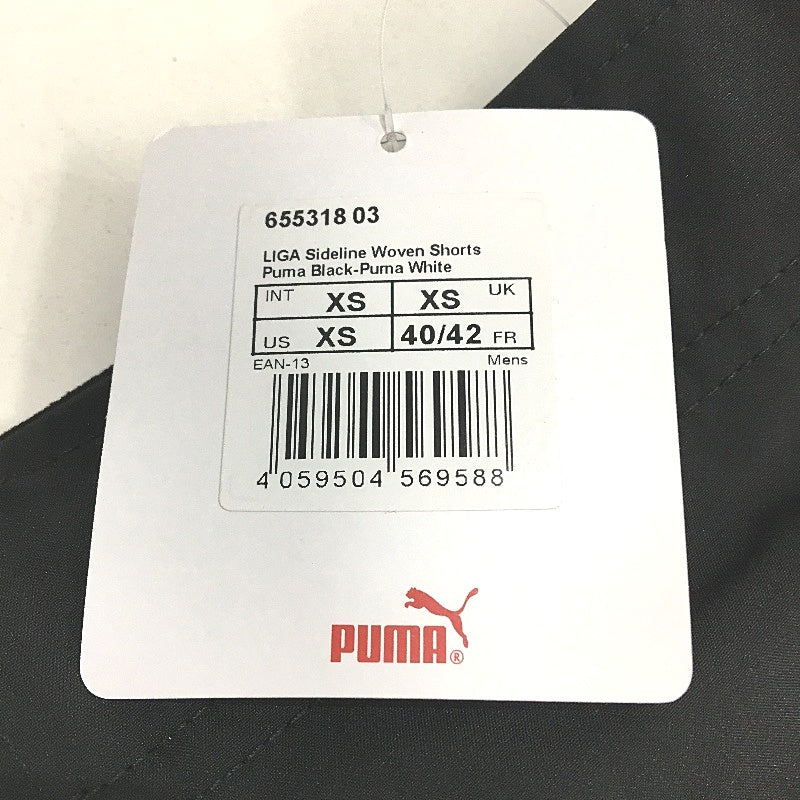 655318 03
LIGA Sideline Woven Shorts
Puma Black-Puma White
INT XS XS UK
US XS 40/42 FR
EAN-13 Mens
4 059504 569588
PUMA®